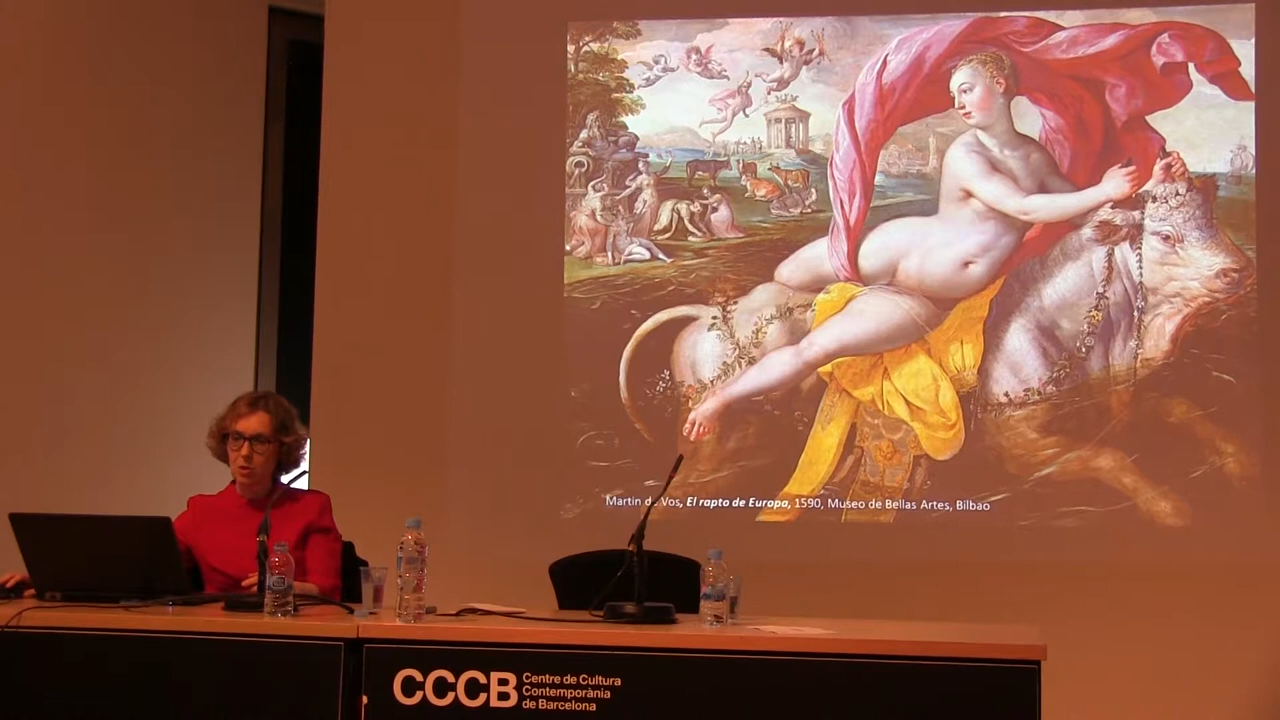 Martin de Vos, El rapto de Europa, 1590, Museo de Bellas Artes, Bilbao
CCCB
Centre de Cultura
Contemporània
de Barcelona